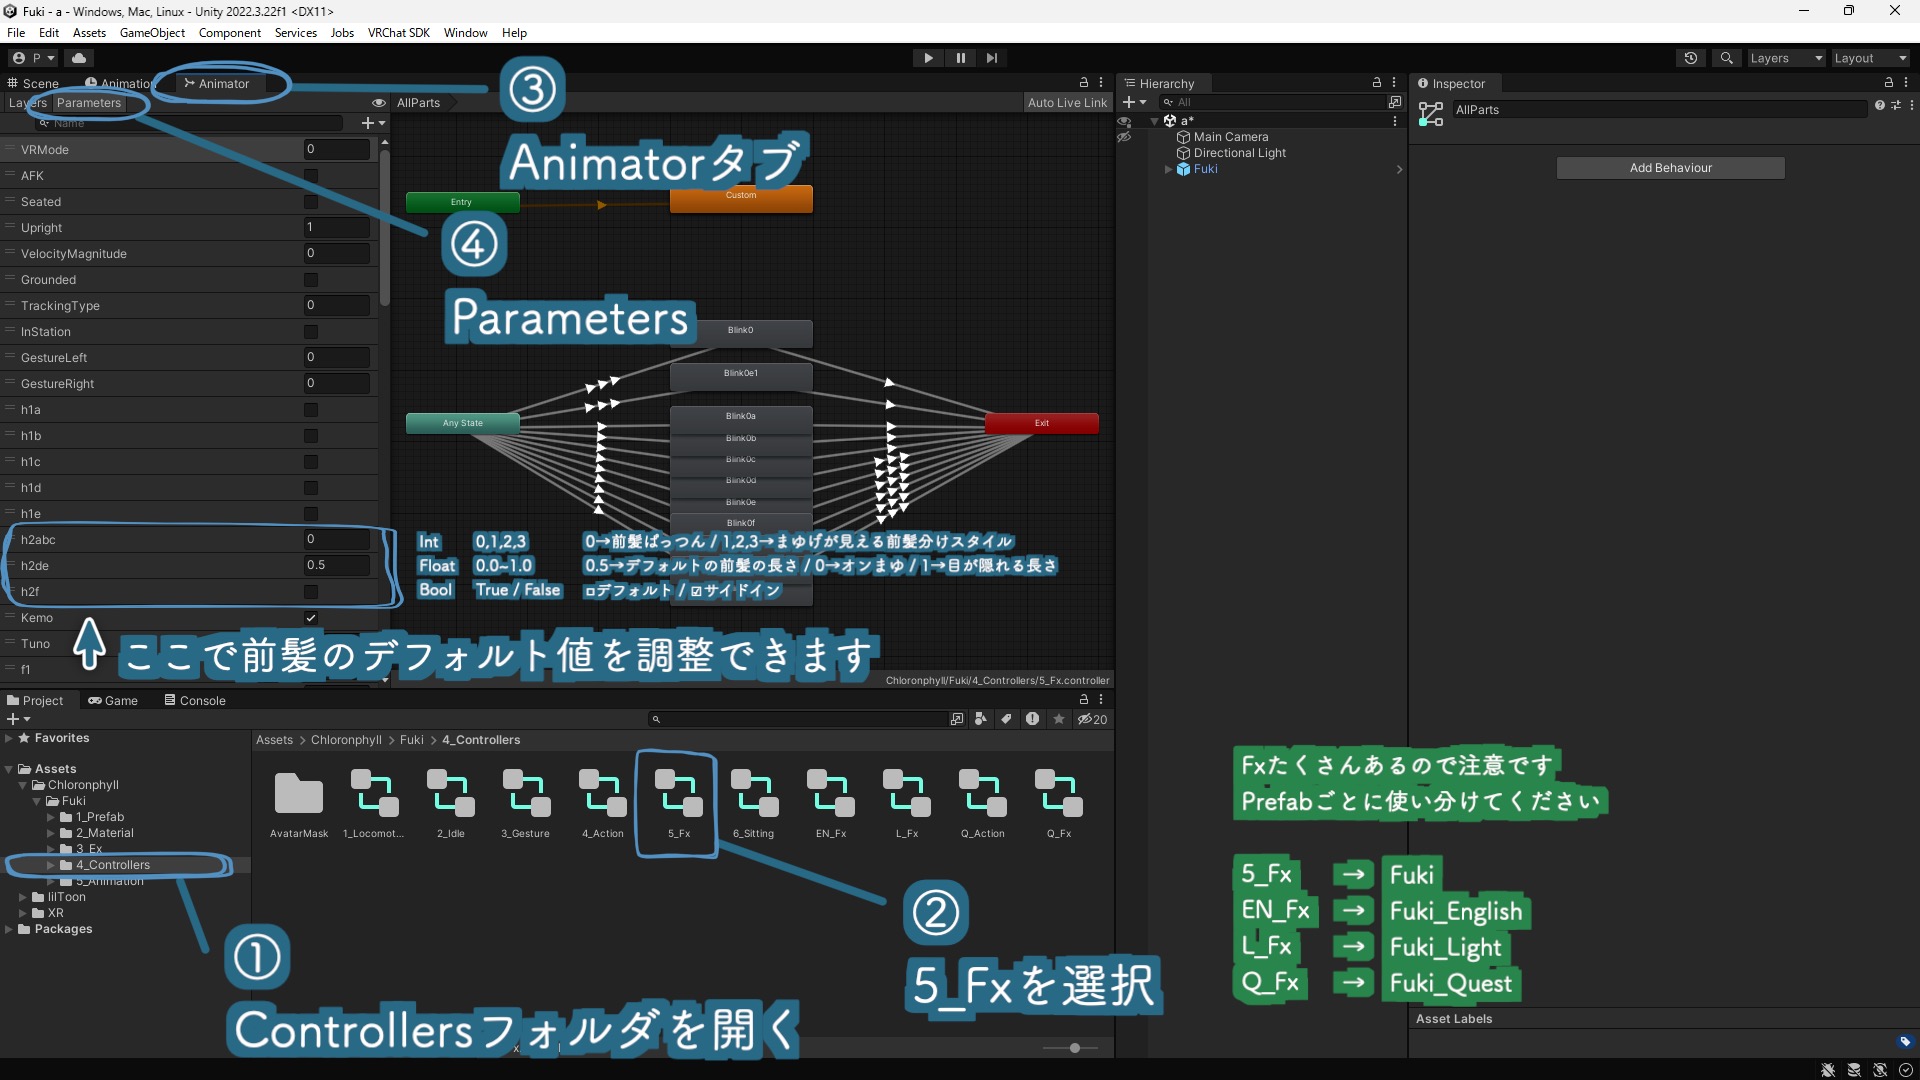 Fuki - a - Windows, Mac, Linux - Unity 2022.3.22f1 <DX11>
File Edit Assets GameObject Component Services Jobs VRChat SDK Window Help
P
Layers Layout
Scene Animation Animator
Layers Parameters
Name
AllParts
Auto Live Link
VRMode 0
AFK
Seated
Upright 1
VelocityMagnitude 0
Grounded
TrackingType 0
InStation
GestureLeft 0
GestureRight 0
h1a
h1b
h1c
h1d
h1e
h2abc 0
h2de 0.5
h2f
Kemo
Tuno
f1
③
Animatorタブ
④
Parameters
Entry
Custom
Blink0
Blink0e1
Any State
Blink0a
Blink0b
Blink0c
Blink0d
Blink0e
Blink0f
Exit
Int 0,1,2,3 0→前髪ぱっつん / 1,2,3→まゆげが見える前髪分けスタイル
Float 0.0~1.0 0.5→デフォルトの前髪の長さ / 0→オンまゆ / 1→目が隠れる長さ
Bool True / False □デフォルト / ☑サイドイン
ここで前髪のデフォルト値を調整できます
Chloronphyll/Fuki/4_Controllers/5_Fx.controller
Hierarchy
All
a*
Main Camera
Directional Light
Fuki
Inspector
AllParts
Add Behaviour
Project Game Console
20
Favorites
Assets
Chloronphyll
Fuki
1_Prefab
2_Material
3_Ex
4_Controllers
5_Animation
lilToon
XR
Packages
Assets > Chloronphyll > Fuki > 4_Controllers
AvatarMask 1_Locomot... 2_Idle 3_Gesture 4_Action 5_Fx 6_Sitting EN_Fx L_Fx Q_Action Q_Fx
①
Controllersフォルダを開く
②
5_Fxを選択
Fxたくさんあるので注意です
Prefabごとに使い分けてください
5_Fx → Fuki
EN_Fx → Fuki_English
L_Fx → Fuki_Light
Q_Fx → Fuki_Quest
Asset Labels